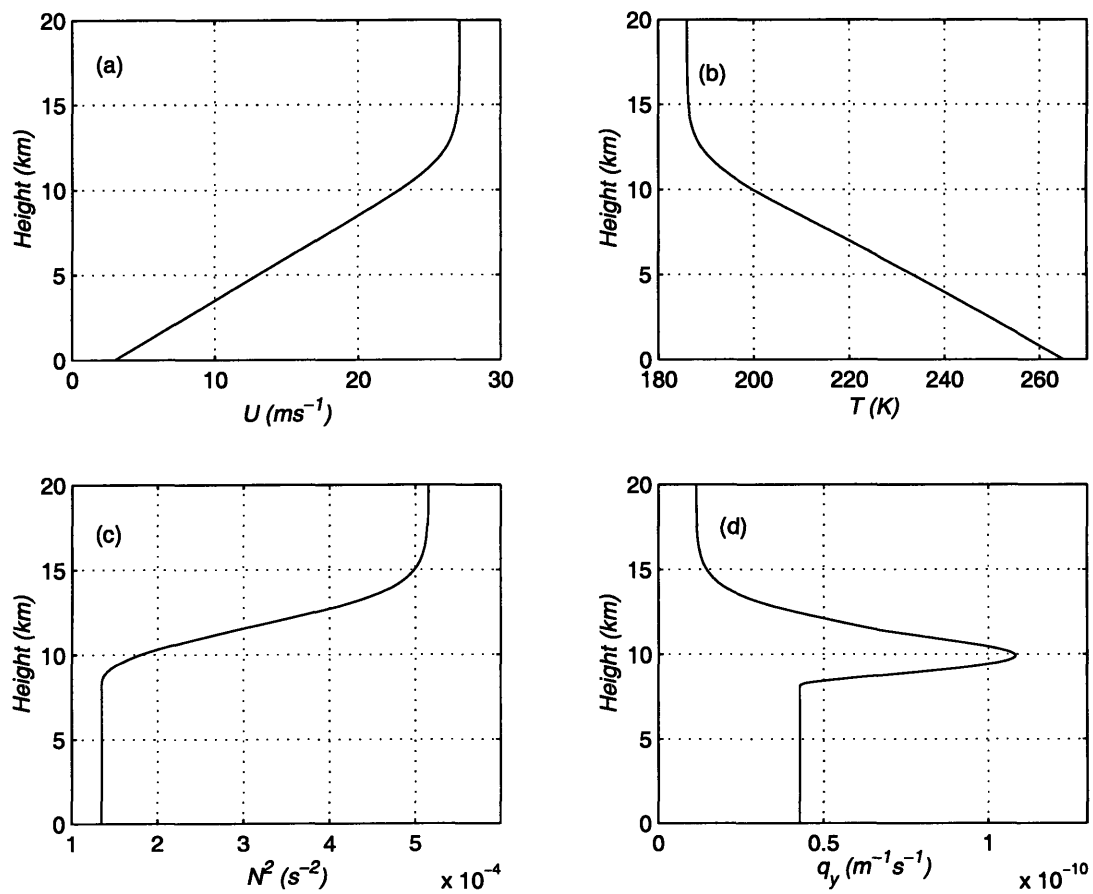 20
15
10
5
0
Height (km)
(a)
0 10 20 30
U (ms⁻¹)
20
15
10
5
0
Height (km)
(b)
180 200 220 240 260
T (K)
20
15
10
5
0
Height (km)
(c)
1 2 3 4 5
N² (s⁻²) x 10⁻⁴
20
15
10
5
0
Height (km)
(d)
0 0.5 1
q_y (m⁻¹s⁻¹) x 10⁻¹⁰